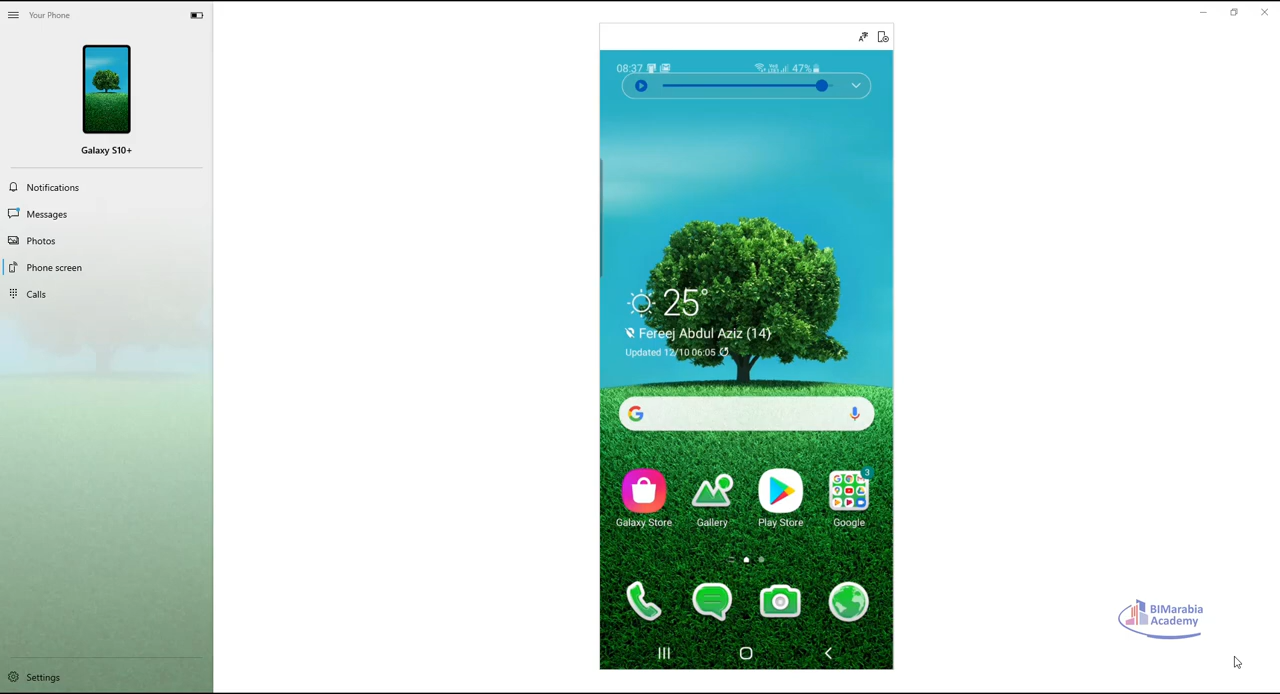 Your Phone
Galaxy S10+
Notifications
Messages
Photos
Phone screen
Calls
Settings
08:37
47%
25°
Fereej Abdul Aziz (14)
Updated 12/10 06:05
3
Galaxy Store
Gallery
Play Store
Google
BIMarabia
Academy